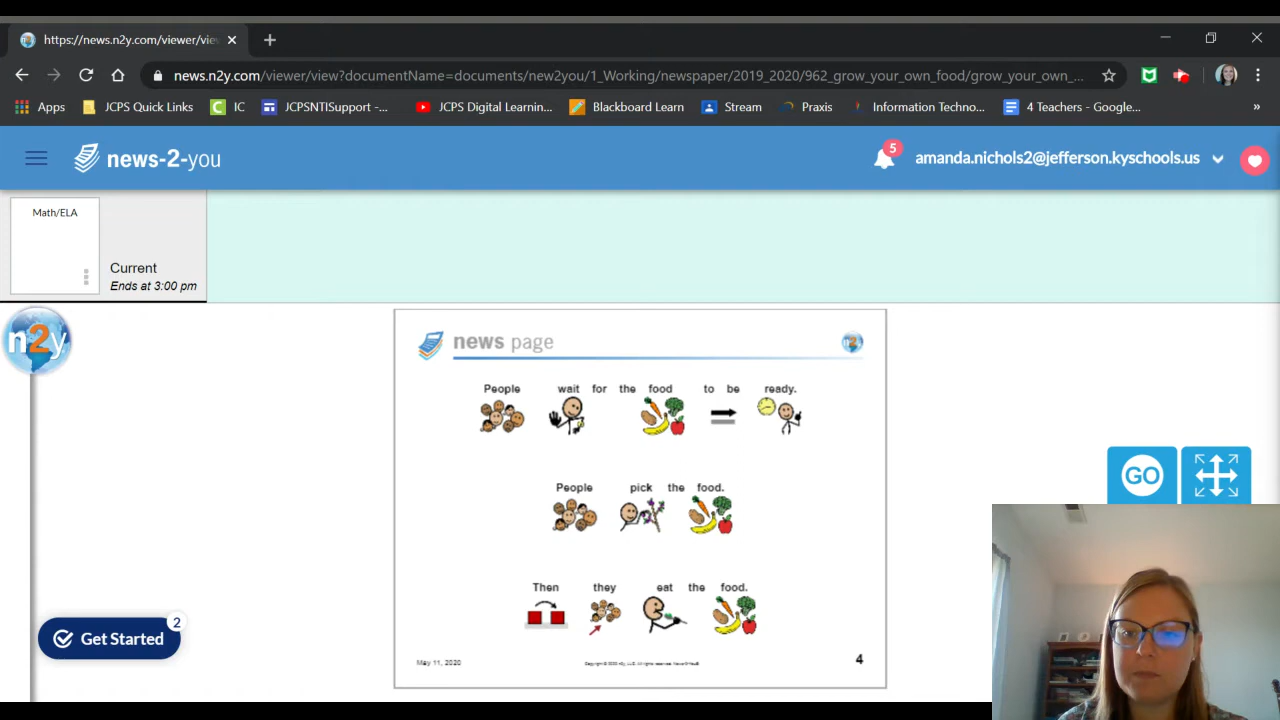 https://news.n2y.com/viewer/vie
news.n2y.com/viewer/view?documentName=documents/new2you/1_Working/newspaper/2019_2020/962_grow_your_own_food/grow_your_own_...
Apps JCPS Quick Links IC JCPSNTISupport -... JCPS Digital Learnin... Blackboard Learn Stream Praxis Information Techno... 4 Teachers - Google... »
news-2-you 5 amanda.nichols2@jefferson.kyschools.us
Math/ELA
Current
Ends at 3:00 pm
n2y
news page
People wait for the food to be ready.
GO
People pick the food.
Then they eat the food.
2
Get Started
May 11, 2020
4